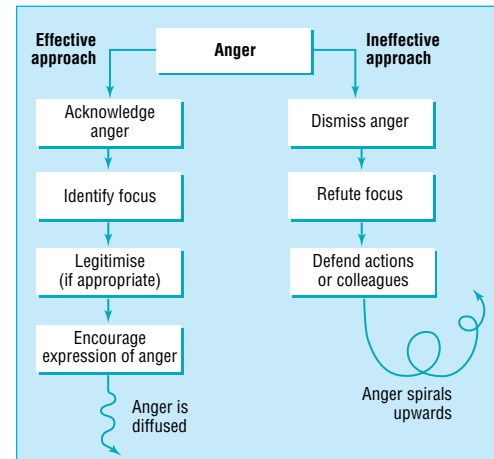 Effective
approach
Anger
Ineffective
approach
Acknowledge
anger
Identify focus
Legitimise
(if appropriate)
Encourage
expression of anger
Anger is
diffused
Dismiss anger
Refute focus
Defend actions
or colleagues
Anger spirals
upwards